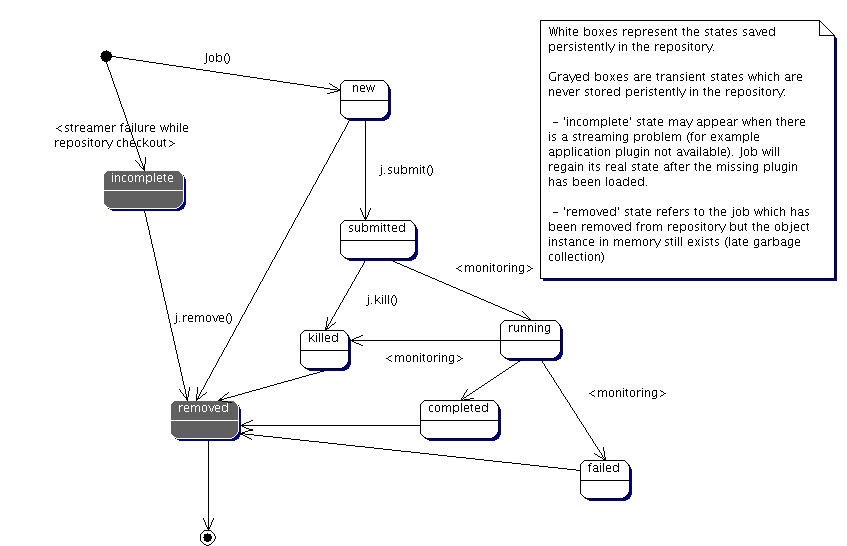 White boxes represent the states saved
persistently in the repository.
Grayed boxes are transient states which are
never stored peristently in the repository:
- 'incomplete' state may appear when there
is a streaming problem (for example
application plugin not available). Job will
regain its real state after the missing plugin
has been loaded.
- 'removed' state refers to the job which has
been removed from repository but the object
instance in memory still exists (late garbage
collection)
Job()
new
<streamer failure while
repository checkout>
j.submit()
incomplete
submitted
<monitoring>
j.kill()
j.remove()
killed
running
<monitoring>
<monitoring>
removed
completed
failed